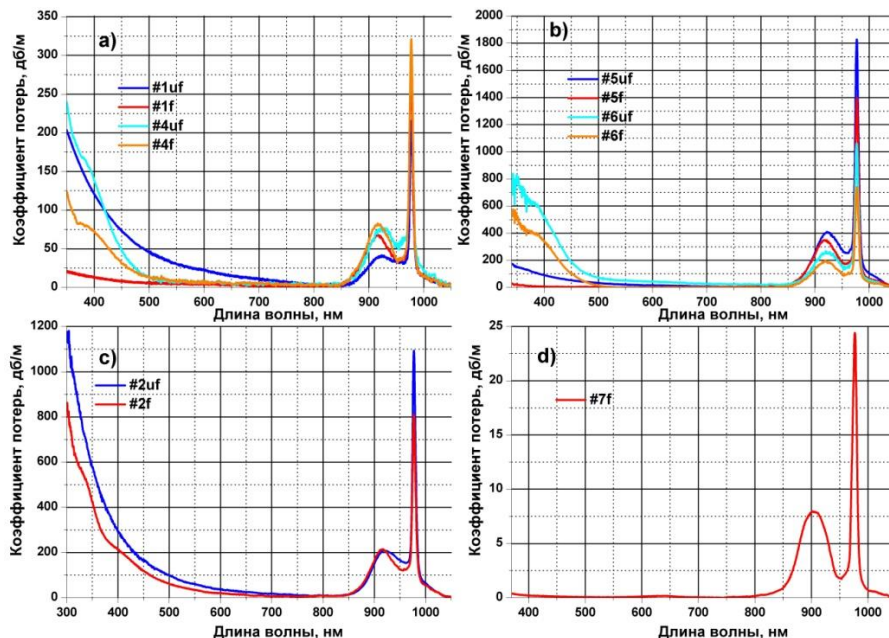 a)
Коэффициент потерь, дб/м
350
300
250
200
150
100
50
0
#1uf
#1f
#4uf
#4f
400 500 600 700 800 900 1000
Длина волны, нм
b)
Коэффициент потерь, дб/м
2000
1800
1600
1400
1200
1000
800
600
400
200
0
#5uf
#5f
#6uf
#6f
400 500 600 700 800 900 1000
Длина волны, нм
c)
Коэффициент потерь, дб/м
1200
1000
800
600
400
200
0
#2uf
#2f
300 400 500 600 700 800 900 1000
Длина волны, нм
d)
Коэффициент потерь, дб/м
25
20
15
10
5
0
#7f
400 500 600 700 800 900 1000
Длина волны, нм